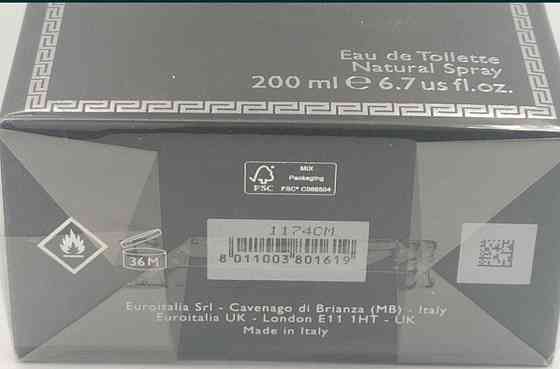 Eau de Toilette
Natural Spray
200 ml ℮ 6.7 us fl.oz.
FSC
MIX
Packaging
FSC® C086504
36 M
1174CM
8 011003 801619
Euroitalia Srl - Cavenago di Brianza (MB) - Italy
Euroitalia UK - London E11 1HT - UK
Made in Italy